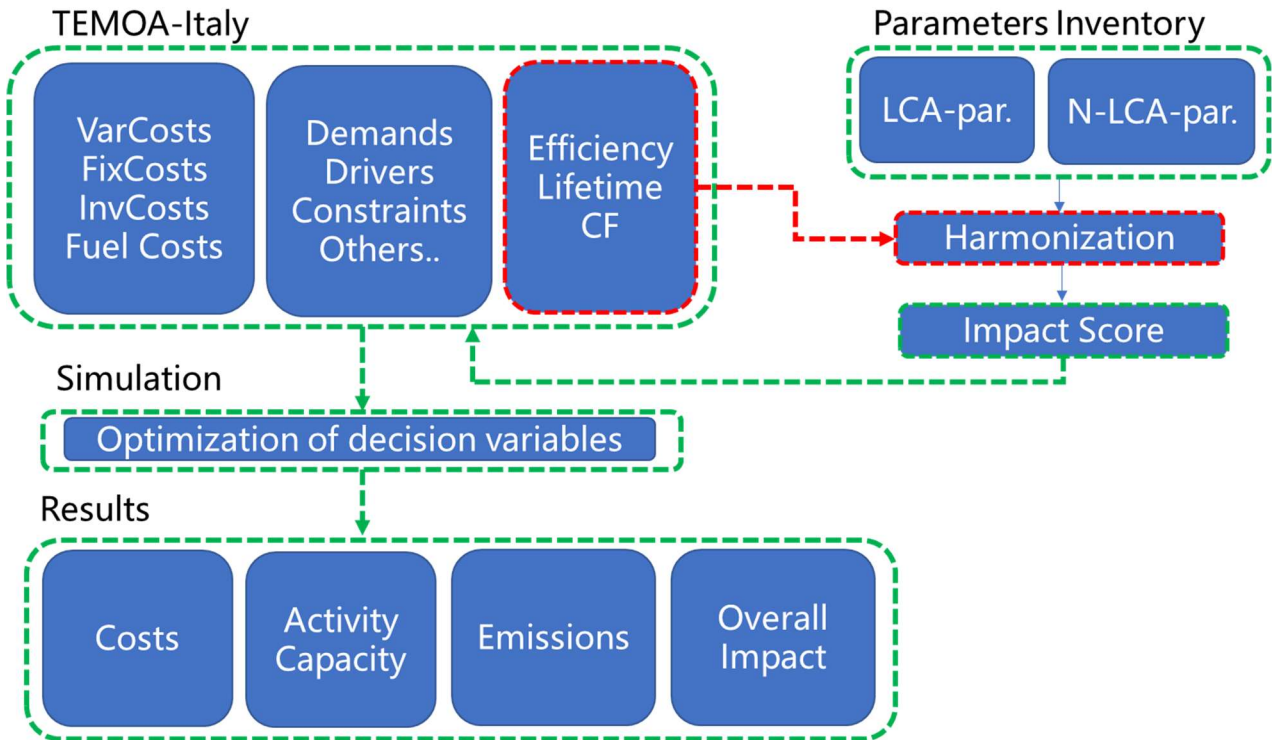 TEMOA-Italy
VarCosts
FixCosts
InvCosts
Fuel Costs
Demands
Drivers
Constraints
Others..
Efficiency
Lifetime
CF
Parameters Inventory
LCA-par.
N-LCA-par.
Harmonization
Impact Score
Simulation
Optimization of decision variables
Results
Costs
Activity
Capacity
Emissions
Overall
Impact